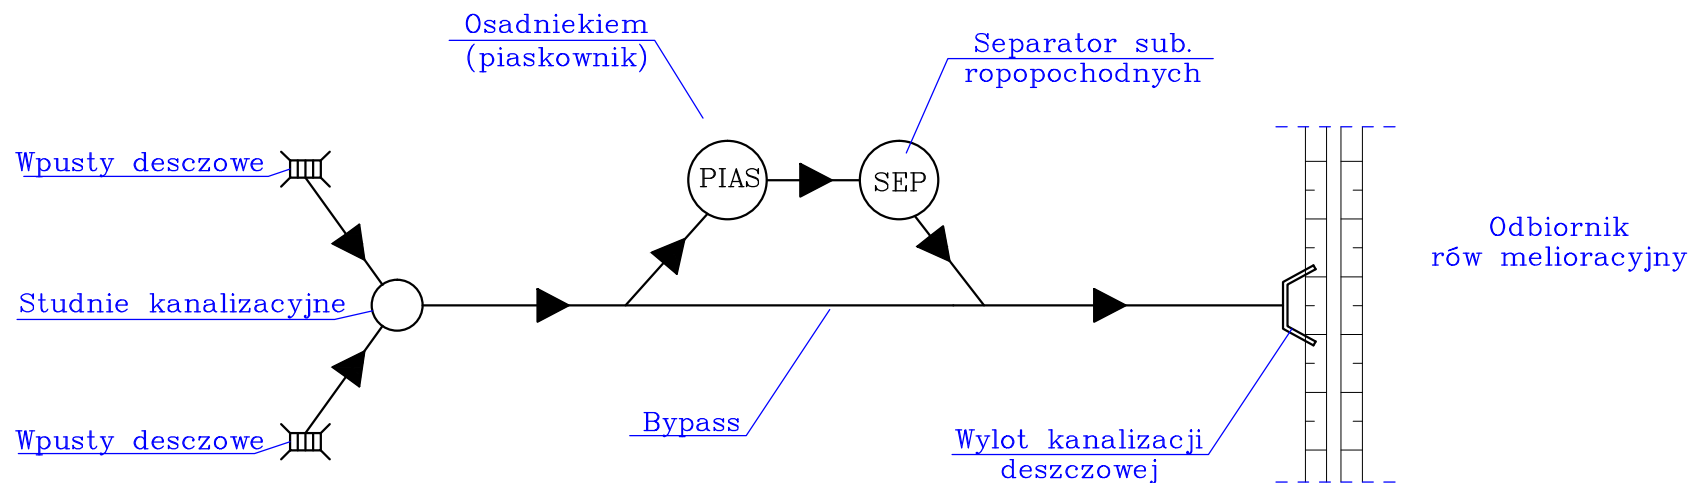 Osadniekiem
(piaskownik)
Separator sub.
ropopochodnych
Wpusty desczowe
PIAS
SEP
Odbiornik
rów melioracyjny
Studnie kanalizacyjne
Bypass
Wpusty desczowe
Wylot kanalizacji
deszczowej